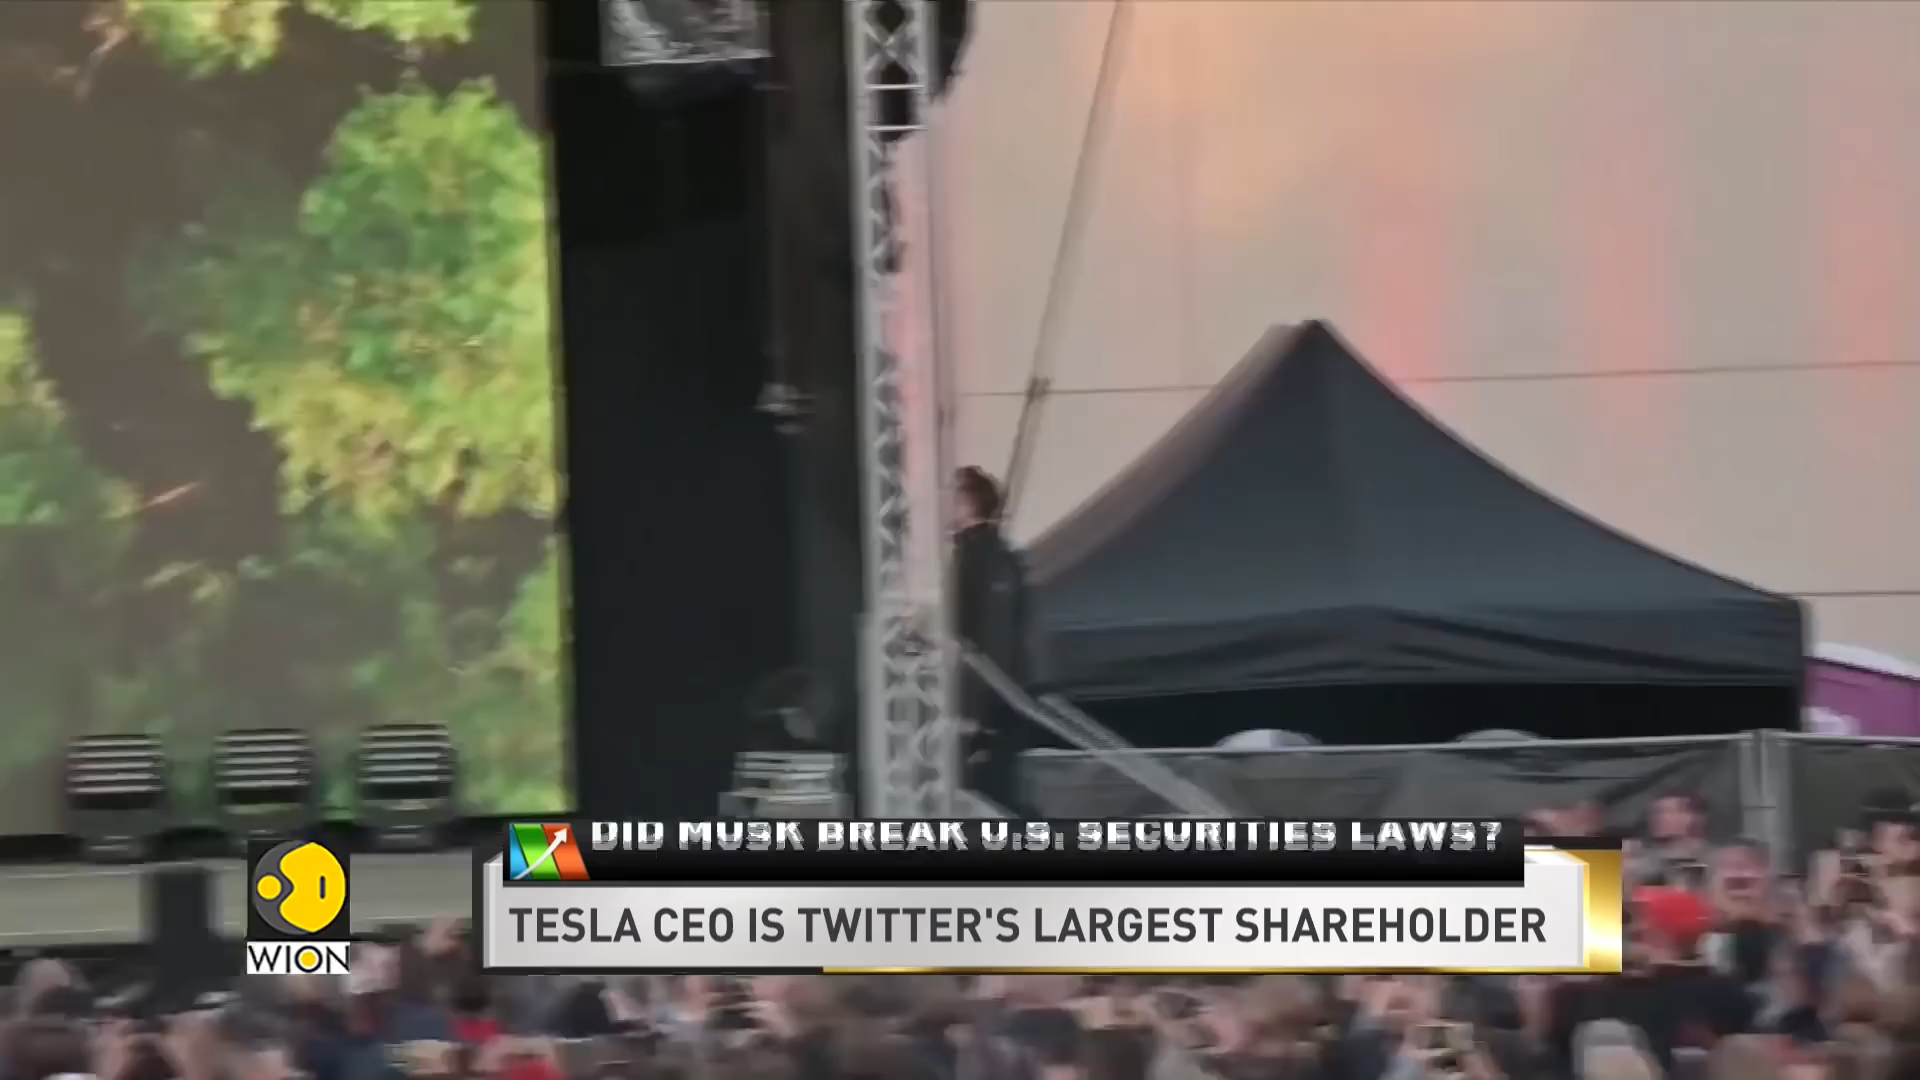 DID MUSK BREAK U.S. SECURITIES LAWS?
TESLA CEO IS TWITTER'S LARGEST SHAREHOLDER
WION